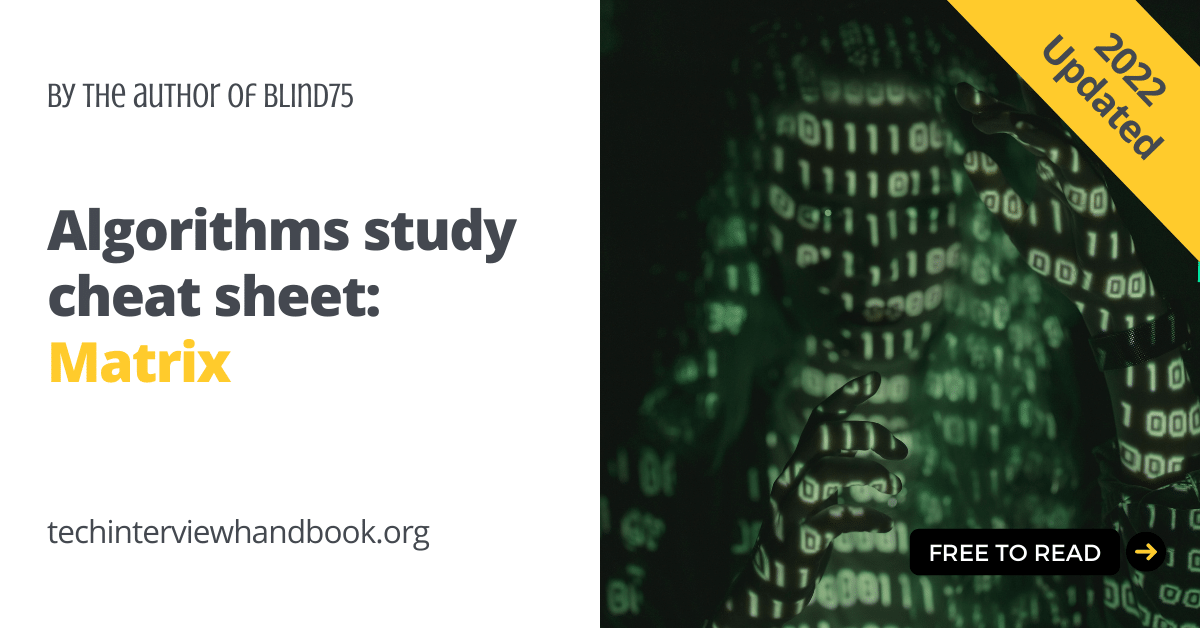 By The author of Blind75
2022
Updated
Algorithms study
cheat sheet:
Matrix
techinterviewhandbook.org
FREE TO READ